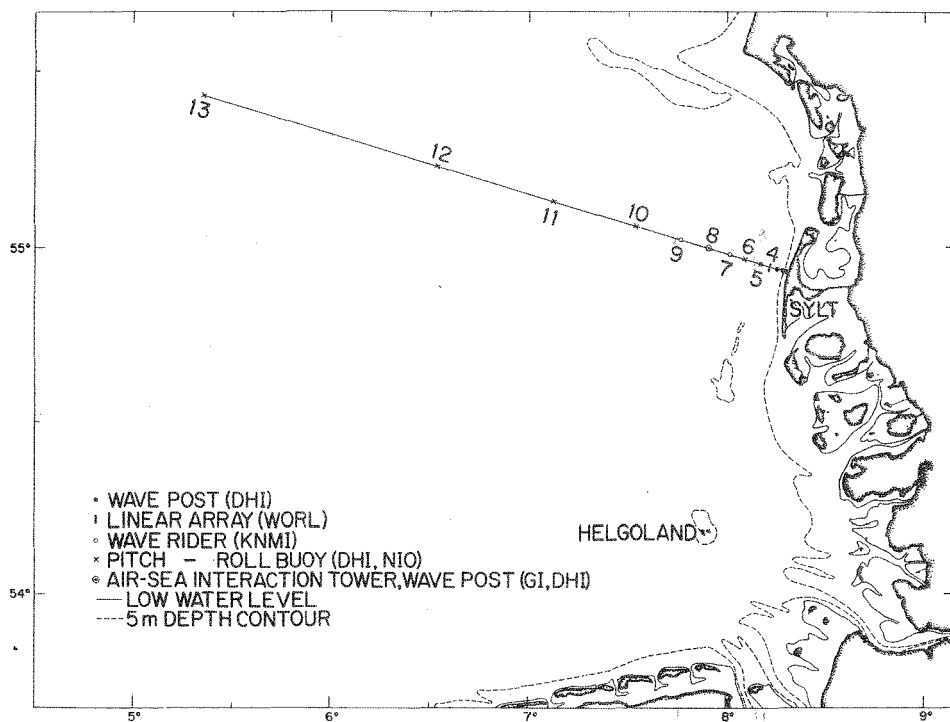 13
12
11
10
9
8
7
6
5
4
55°
SYLT
• WAVE POST (DHI)
ı LINEAR ARRAY (WORL)
○ WAVE RIDER (KNMI)
× PITCH – ROLL BUOY (DHI, NIO)
⊙ AIR-SEA INTERACTION TOWER, WAVE POST (GI, DHI)
— LOW WATER LEVEL
---- 5 m DEPTH CONTOUR
HELGOLAND
54°
5° 6° 7° 8° 9°